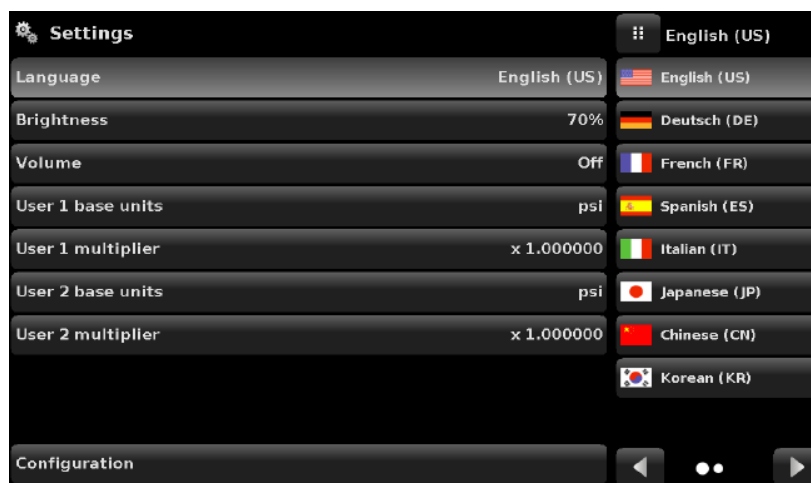 Settings
Language English (US)
Brightness 70%
Volume Off
User 1 base units psi
User 1 multiplier x 1.000000
User 2 base units psi
User 2 multiplier x 1.000000
Configuration
English (US)
English (US)
Deutsch (DE)
French (FR)
Spanish (ES)
Italian (IT)
Japanese (JP)
Chinese (CN)
Korean (KR)